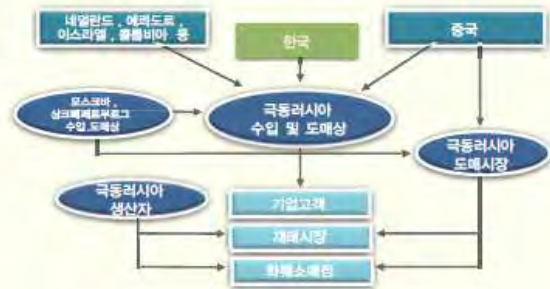 네덜란드, 에콰도르,
이스라엘, 콜롬비아 등
한국
중국
모스크바,
상크페테르부르그
수입 도매상
극동러시아
수입 및 도매상
극동러시아
도매시장
극동러시아
생산자
기업고객
재래시장
화훼소매점